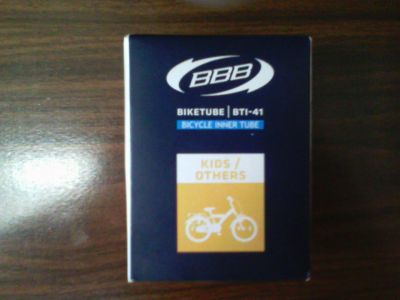 BBB
BIKETUBE | BTI-41
BICYCLE INNER TUBE
KIDS /
OTHERS